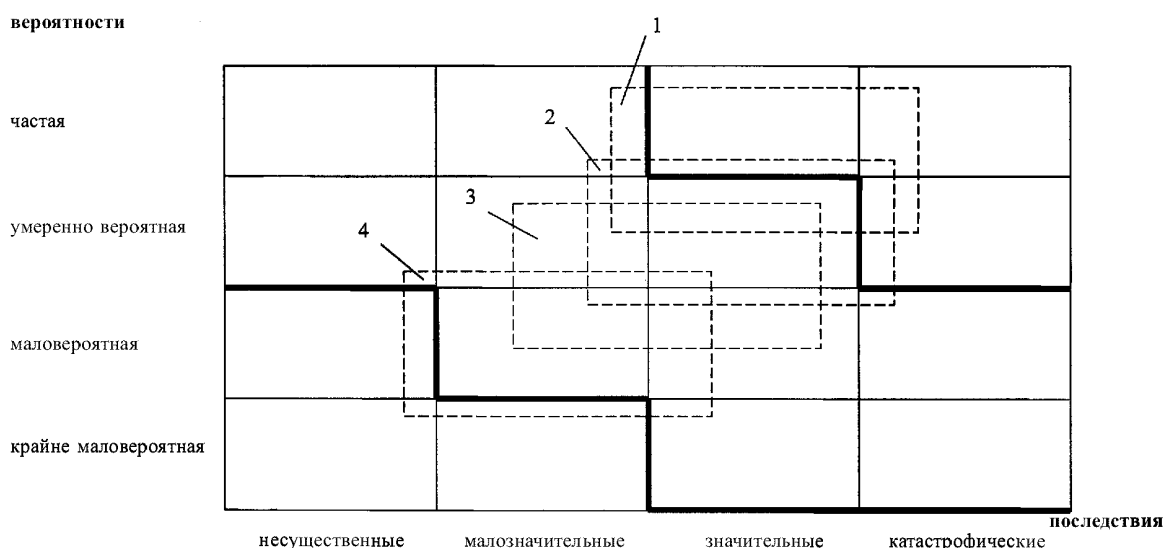 вероятности
1
частая
2
умеренно вероятная
3
4
маловероятная
крайне маловероятная
последствия
несущественные малозначительные значительные катастрофические